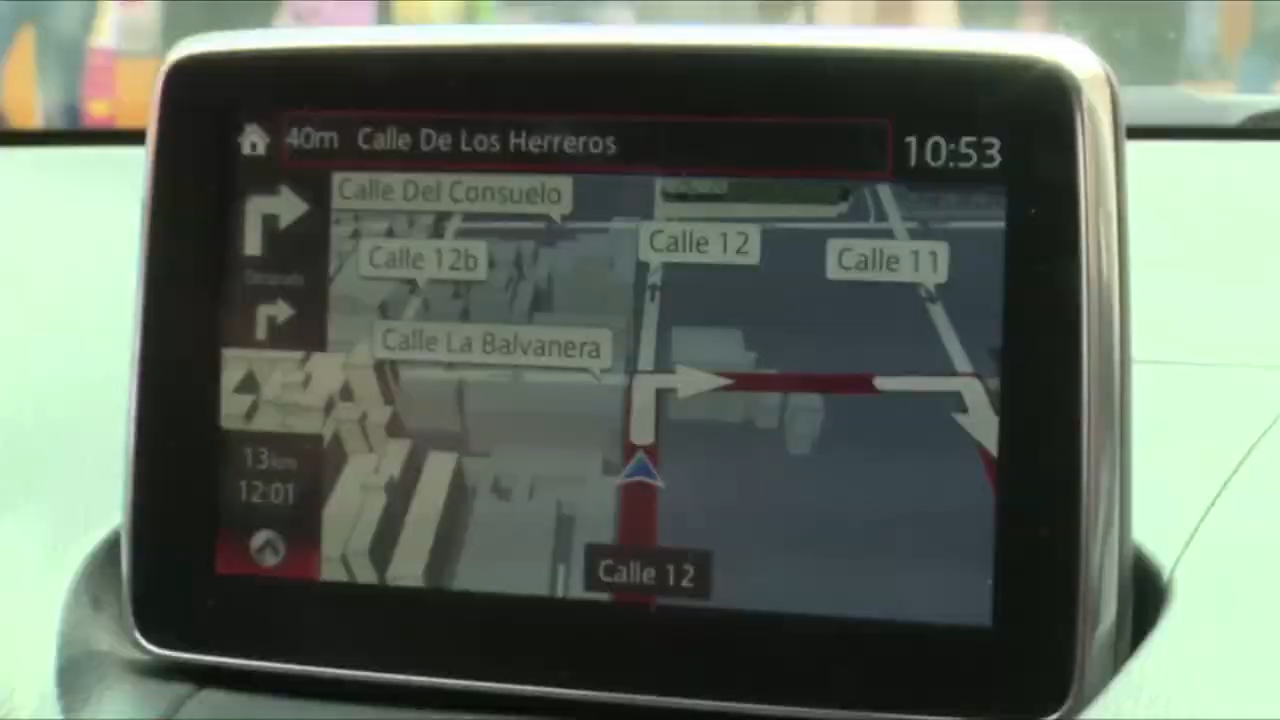 40m Calle De Los Herreros
10:53
Calle Del Consuelo
Calle 12
Calle 12b
Calle 11
Después
Calle La Balvanera
13km
12:01
Calle 12